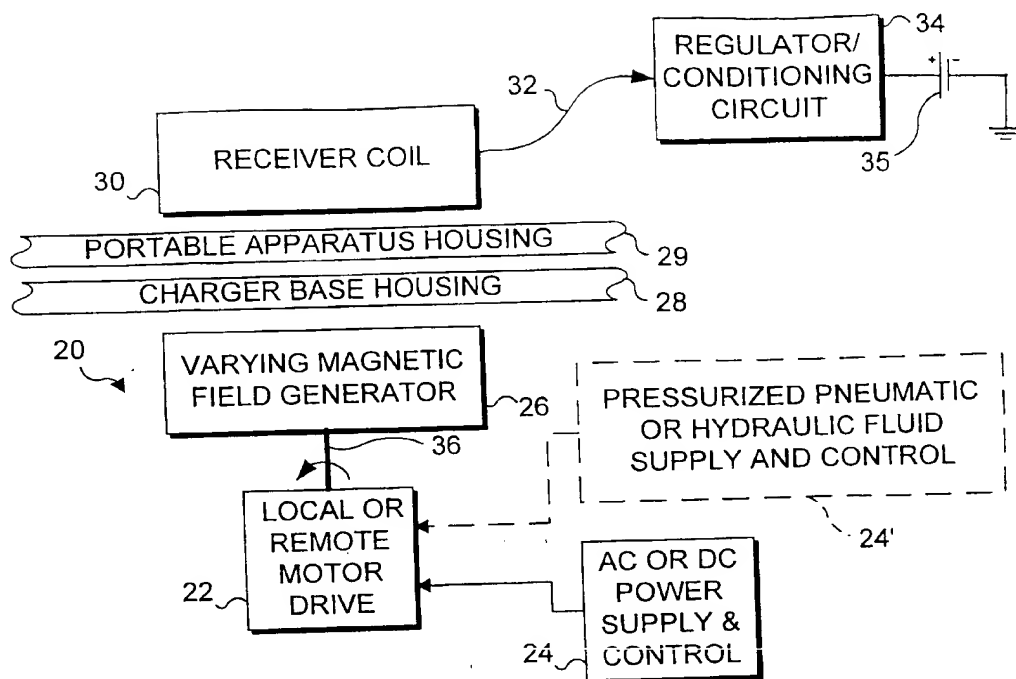 34
REGULATOR/
CONDITIONING
CIRCUIT
+ -
35
32
RECEIVER COIL
30
PORTABLE APPARATUS HOUSING
29
CHARGER BASE HOUSING
28
20
VARYING MAGNETIC
FIELD GENERATOR
26
36
PRESSURIZED PNEUMATIC
OR HYDRAULIC FLUID
SUPPLY AND CONTROL
24'
LOCAL OR
REMOTE
MOTOR
DRIVE
22
AC OR DC
POWER
SUPPLY &
CONTROL
24